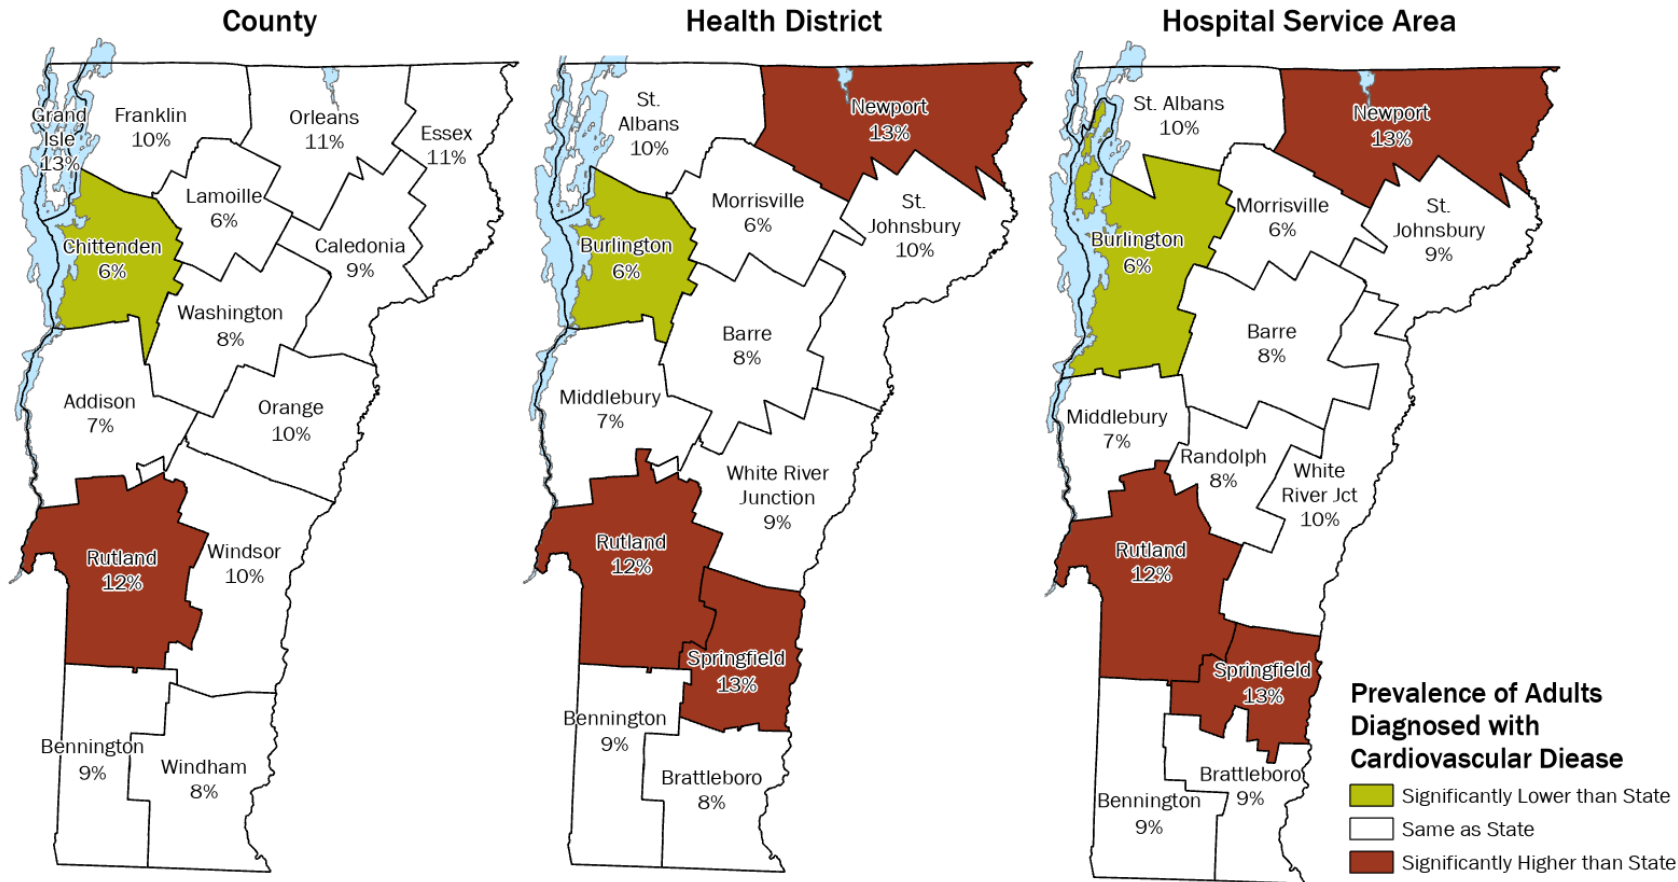 County
Grand
Isle
13%
Franklin
10%
Orleans
11%
Essex
11%
Lamoille
6%
Chittenden
6%
Caledonia
9%
Washington
8%
Addison
7%
Orange
10%
Rutland
12%
Windsor
10%
Bennington
9%
Windham
8%
Health District
St.
Albans
10%
Newport
13%
Morrisville
6%
St.
Johnsbury
10%
Burlington
6%
Barre
8%
Middlebury
7%
White River
Junction
9%
Rutland
12%
Springfield
13%
Bennington
9%
Brattleboro
8%
Hospital Service Area
St. Albans
10%
Newport
13%
Morrisville
6%
St.
Johnsbury
9%
Burlington
6%
Barre
8%
Middlebury
7%
Randolph
8%
White
River Jct
10%
Rutland
12%
Springfield
13%
Brattleboro
9%
Bennington
9%
Prevalence of Adults
Diagnosed with
Cardiovascular Diease
Significantly Lower than State
Same as State
Significantly Higher than State